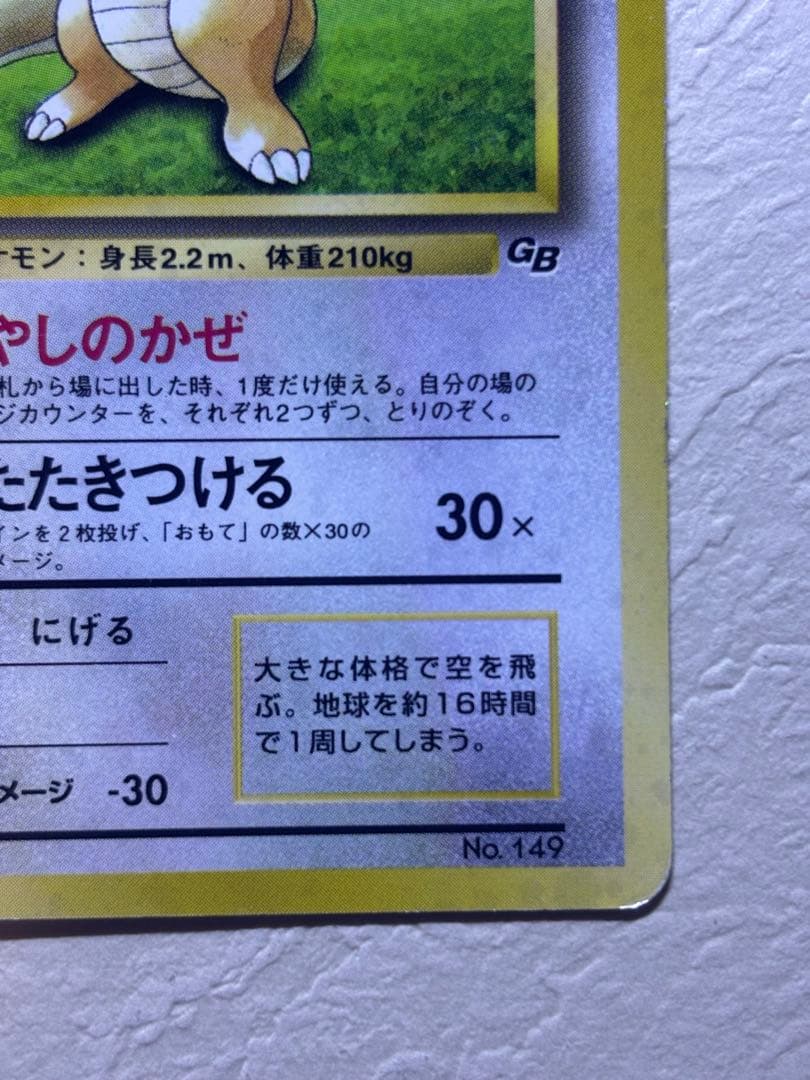 モン：身長2.2m、体重210kg
GB
やしのかぜ
札から場に出した時、1度だけ使える。自分の場の
ジカウンターを、それぞれ2つずつ、とりのぞく。
たたきつける
30×
インを2枚投げ、「おもて」の数×30の
メージ。
にげる
大きな体格で空を飛
ぶ。地球を約16時間
で1周してしまう。
メージ -30
No. 149